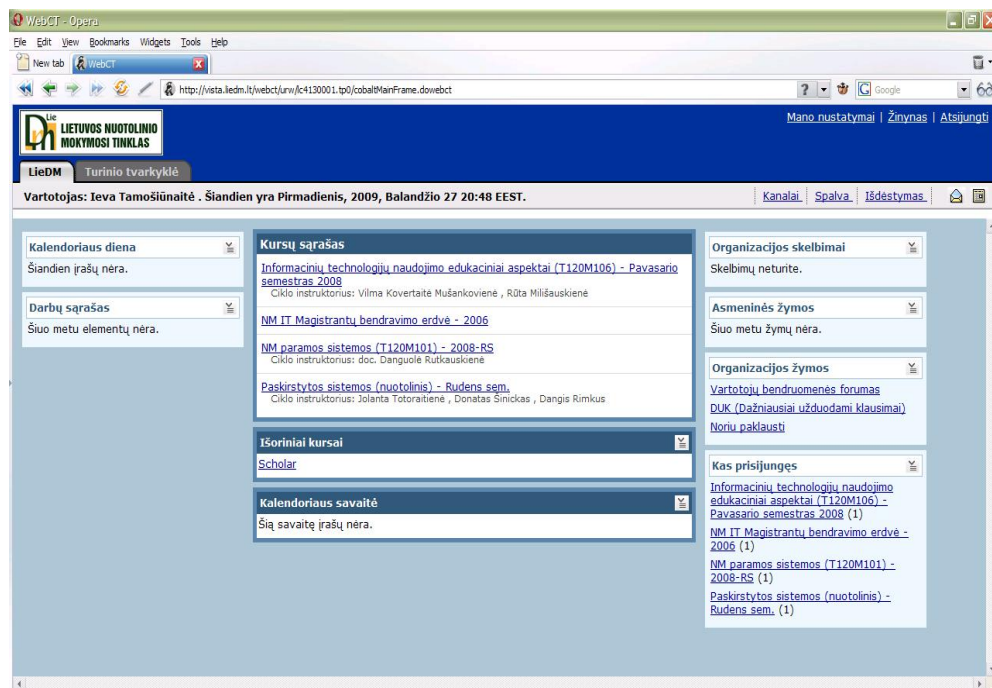 WebCT - Opera
File Edit View Bookmarks Widgets Tools Help
New tab WebCT
http://vista.liedm.lt/webct/urw/lc4130001.tp0/cobaltMainFrame.dowebct
? Google
Lie
LIETUVOS NUOTOLINIO
MOKYMOSI TINKLAS
Mano nustatymai | Žinynas | Atsijungti
LieDM Turinio tvarkyklė
Vartotojas: Ieva Tamošiūnaitė . Šiandien yra Pirmadienis, 2009, Balandžio 27 20:48 EEST.
Kanalai Spalva Išdėstymas
Kalendoriaus diena
Šiandien įrašų nėra.
Darbų sąrašas
Šiuo metu elementų nėra.
Kursų sąrašas
Informacinių technologijų naudojimo edukaciniai aspektai (T120M106) - Pavasario
semestras 2008
Ciklo instruktorius: Vilma Kovertaitė Mušankovienė , Rūta Milišauskienė
NM IT Magistrantų bendravimo erdvė - 2006
NM paramos sistemos (T120M101) - 2008-RS
Ciklo instruktorius: doc. Danguolė Rutkauskienė
Paskirstytos sistemos (nuotolinis) - Rudens sem.
Ciklo instruktorius: Jolanta Totoraitienė , Donatas Šinickas , Dangis Rimkus
Išoriniai kursai
Scholar
Kalendoriaus savaitė
Šią savaitę įrašų nėra.
Organizacijos skelbimai
Skelbimų neturite.
Asmeninės žymos
Šiuo metu žymų nėra.
Organizacijos žymos
Vartotojų bendruomenės forumas
DUK (Dažniausiai užduodami klausimai)
Noriu paklausti
Kas prisijungęs
Informacinių technologijų naudojimo
edukaciniai aspektai (T120M106) -
Pavasario semestras 2008 (1)
NM IT Magistrantų bendravimo erdvė -
2006 (1)
NM paramos sistemos (T120M101) -
2008-RS (1)
Paskirstytos sistemos (nuotolinis) -
Rudens sem. (1)